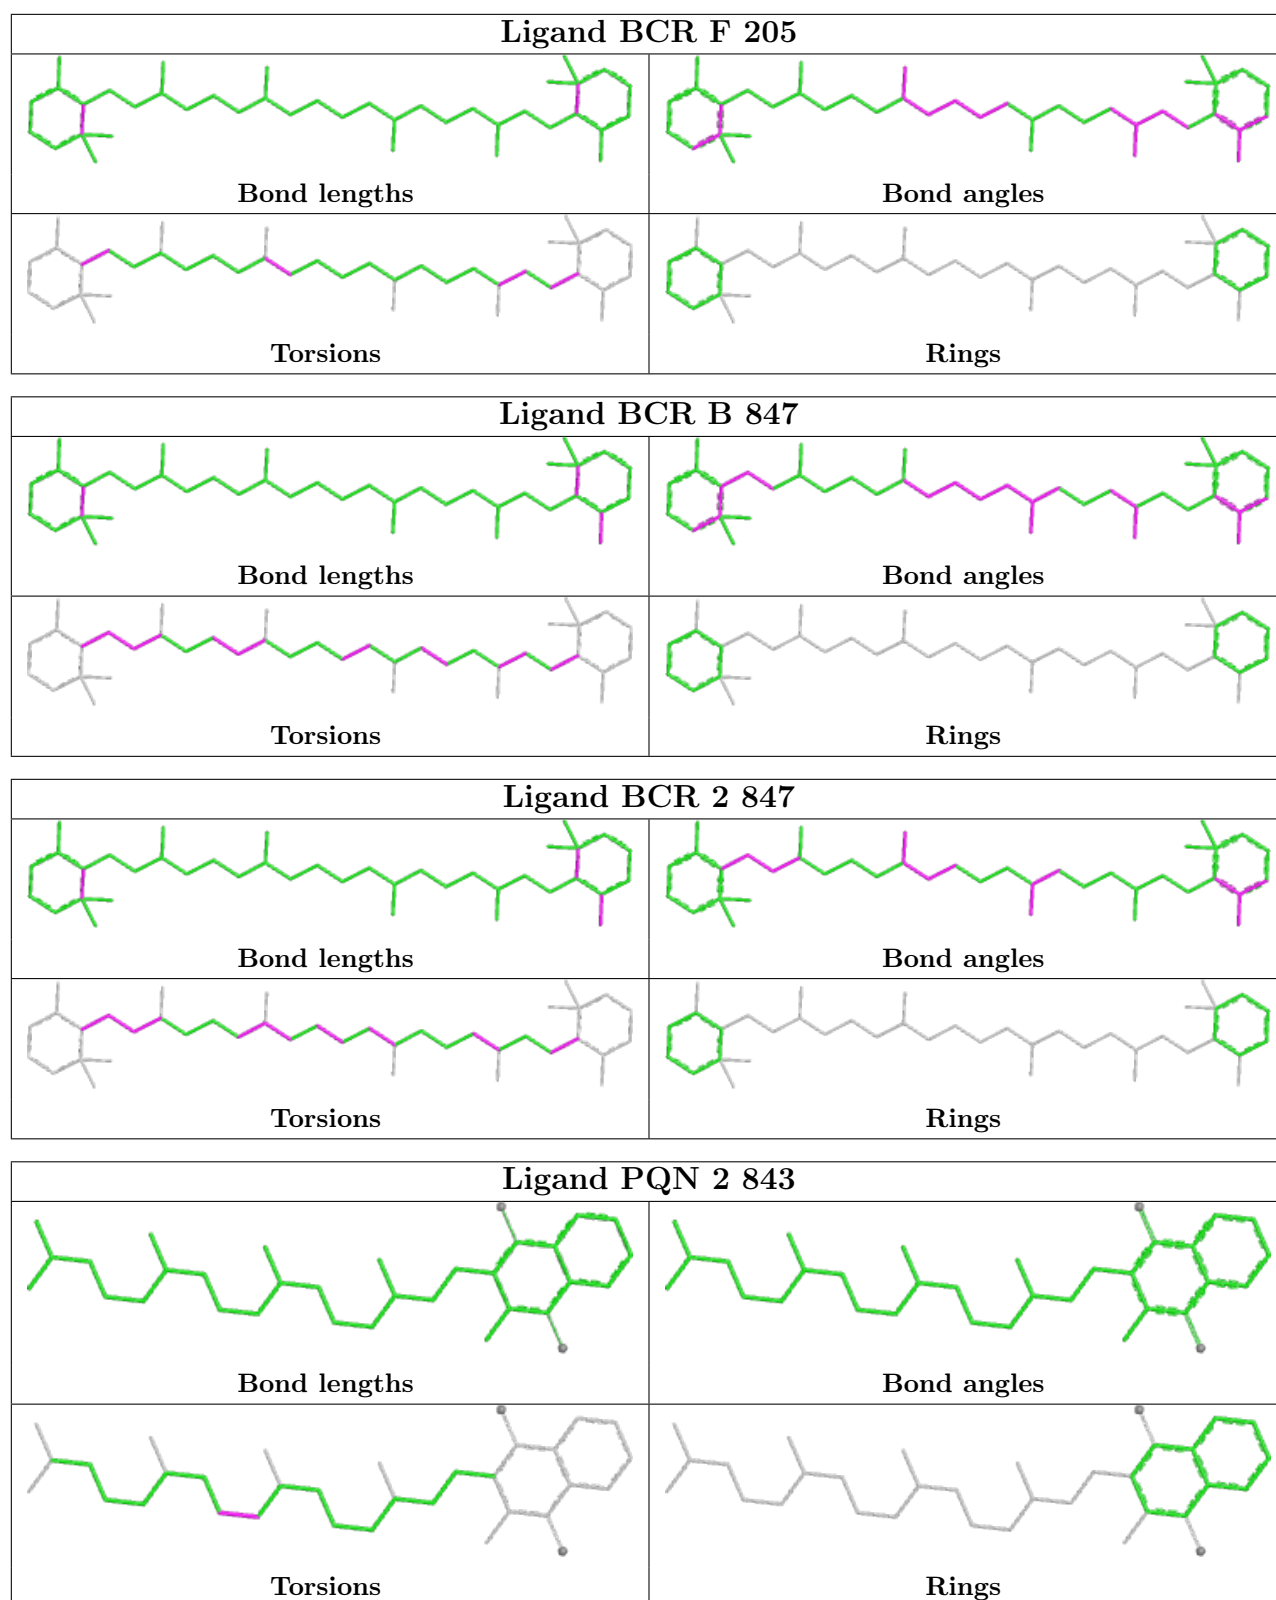 Ligand BCR F 205
Bond lengths
Bond angles
Torsions
Rings
Ligand BCR B 847
Bond lengths
Bond angles
Torsions
Rings
Ligand BCR 2 847
Bond lengths
Bond angles
Torsions
Rings
Ligand PQN 2 843
Bond lengths
Bond angles
Torsions
Rings